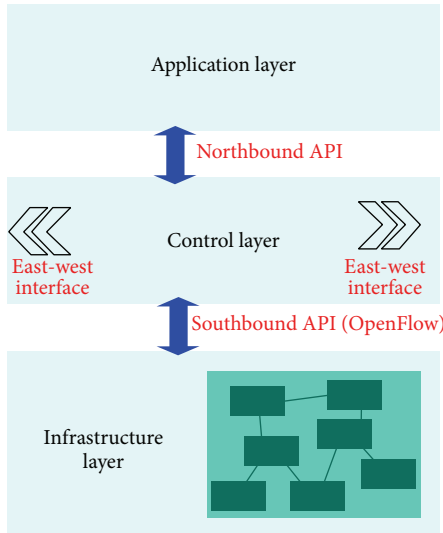 Application layer
Northbound API
Control layer
East-west
interface
East-west
interface
Southbound API (OpenFlow)
Infrastructure
layer